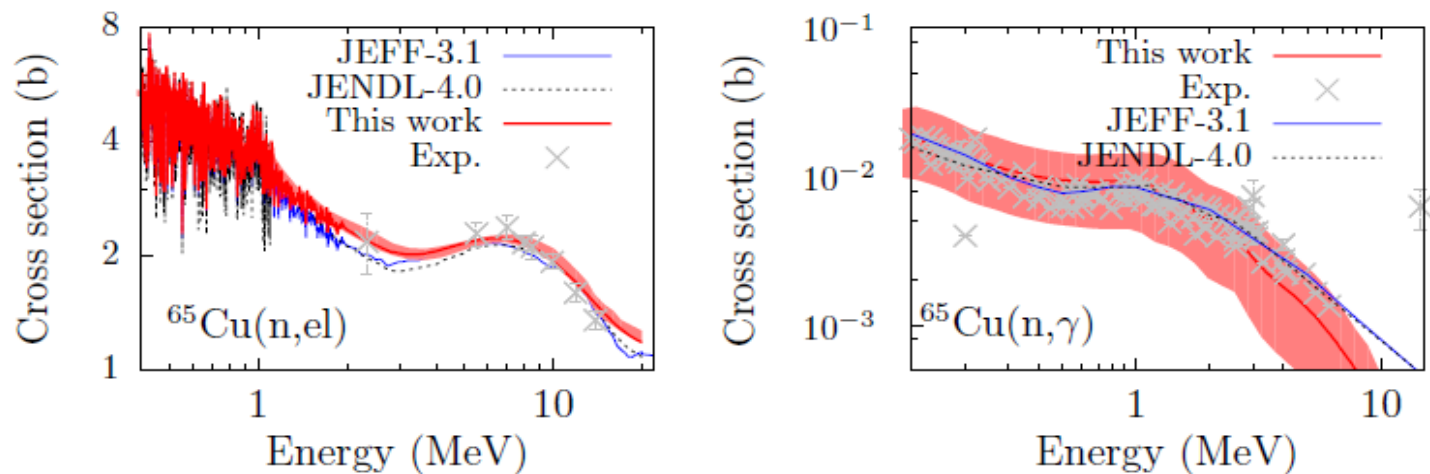 8
4
2
1
Cross section (b)
JEFF-3.1
JENDL-4.0
This work
Exp.
⁶⁵Cu(n,el)
1
10
Energy (MeV)
10⁻¹
10⁻²
10⁻³
Cross section (b)
This work
Exp.
JEFF-3.1
JENDL-4.0
⁶⁵Cu(n,γ)
1
10
Energy (MeV)